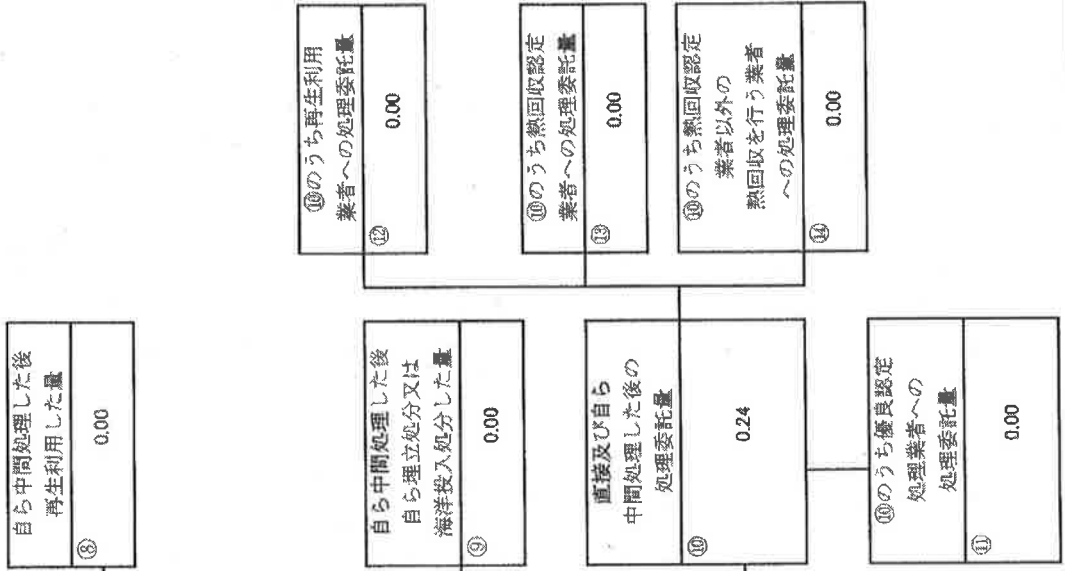 自ら中間処理した後
再生利用した量
⑧
0.00
自ら中間処理した後
自ら埋立処分又は
海洋投入処分した量
⑨
0.00
直接及び自ら
中間処理した後の
処理委託量
⑩
0.24
⑩のうち優良認定
処理業者への
処理委託量
⑪
0.00
⑩のうち再生利用
業者への処理委託量
⑫
0.00
⑩のうち熱回収認定
業者への処理委託量
⑬
0.00
⑩のうち熱回収認定
業者以外の
熱回収を行う業者
への処理委託量
⑭
0.00